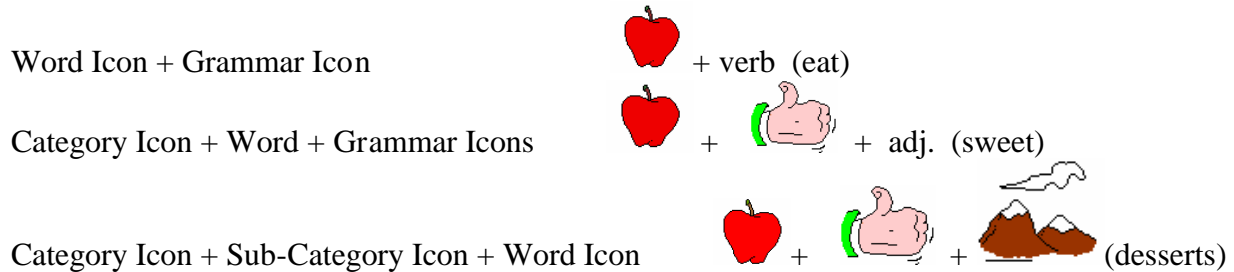 Word Icon + Grammar Icon + verb (eat)
Category Icon + Word + Grammar Icons + + adj. (sweet)
Category Icon + Sub-Category Icon + Word Icon + + (desserts)